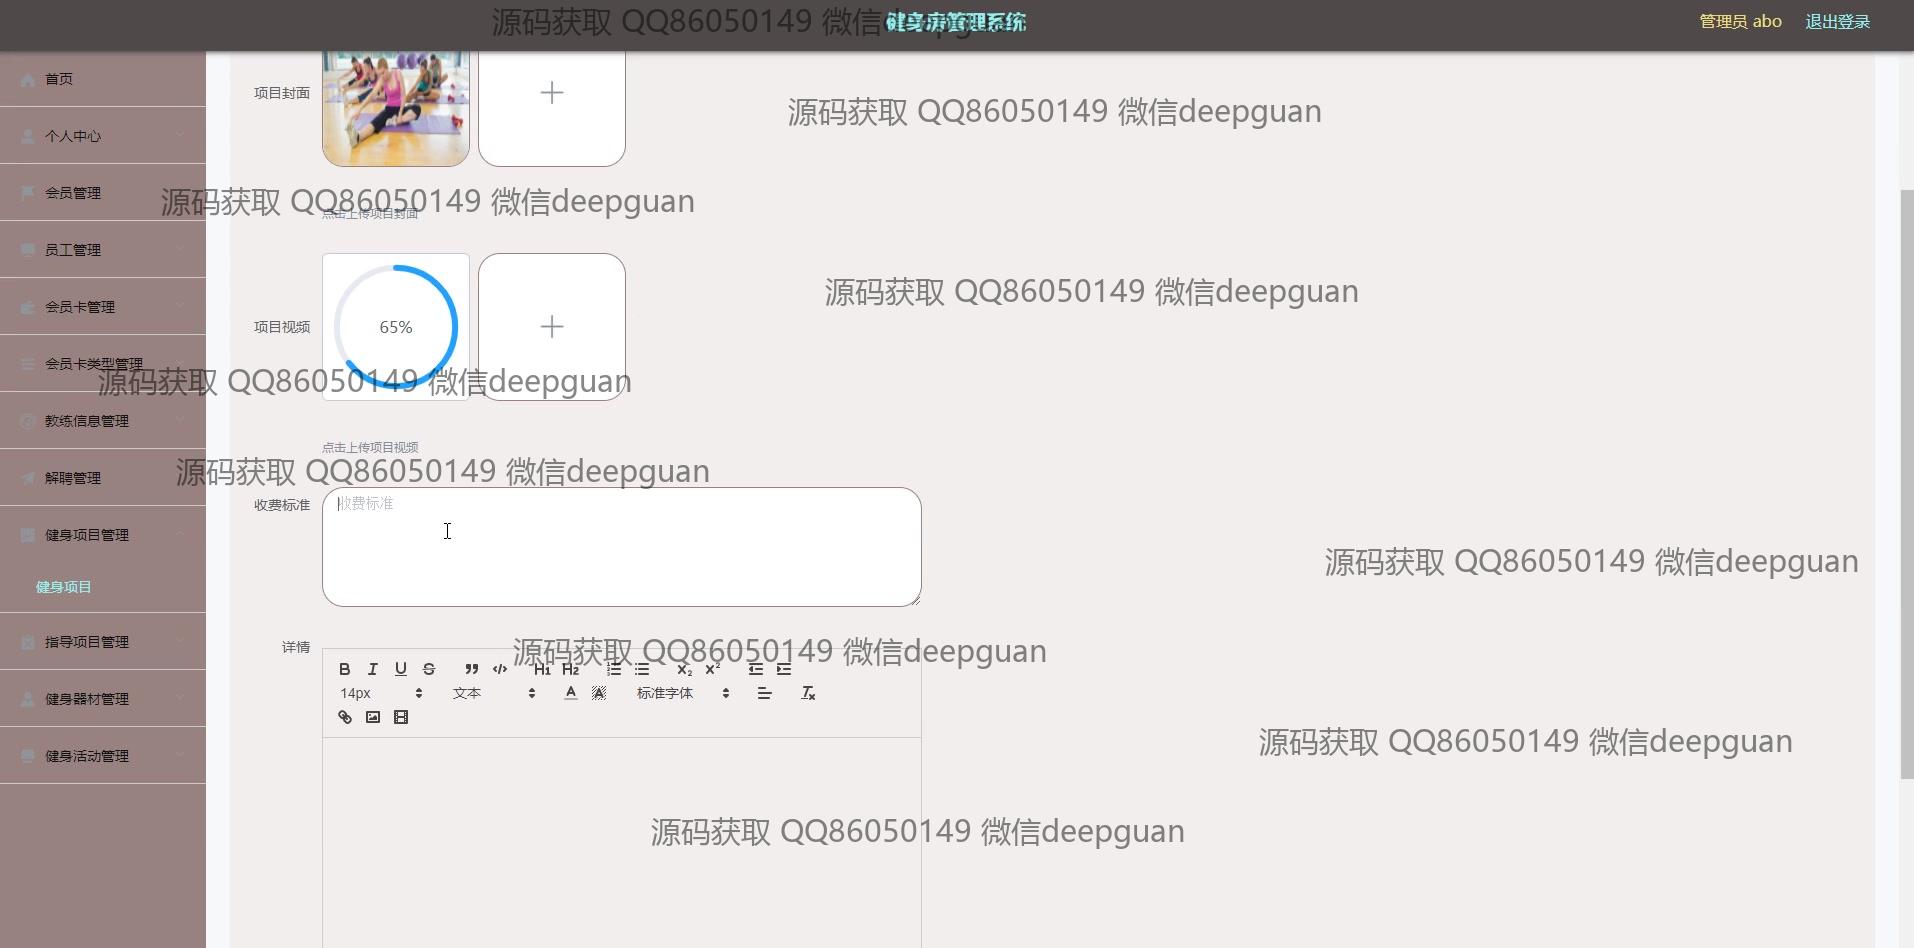 源码获取 QQ86050149 微信deepguan
健身房管理系统
管理员 abo
退出登录
首页
个人中心
会员管理
员工管理
会员卡管理
会员卡类型管理
教练信息管理
解聘管理
健身项目管理
健身项目
指导项目管理
健身器材管理
健身活动管理
项目封面
源码获取 QQ86050149 微信deepguan
源码获取 QQ86050149 微信deepguan
点击上传项目封面
源码获取 QQ86050149 微信deepguan
项目视频
65%
源码获取 QQ86050149 微信deepguan
点击上传项目视频
源码获取 QQ86050149 微信deepguan
收费标准
收费标准
源码获取 QQ86050149 微信deepguan
详情
源码获取 QQ86050149 微信deepguan
B I U S H1 H2 X2 X2
14px 文本 A A 标准字体 Tx
源码获取 QQ86050149 微信deepguan
源码获取 QQ86050149 微信deepguan